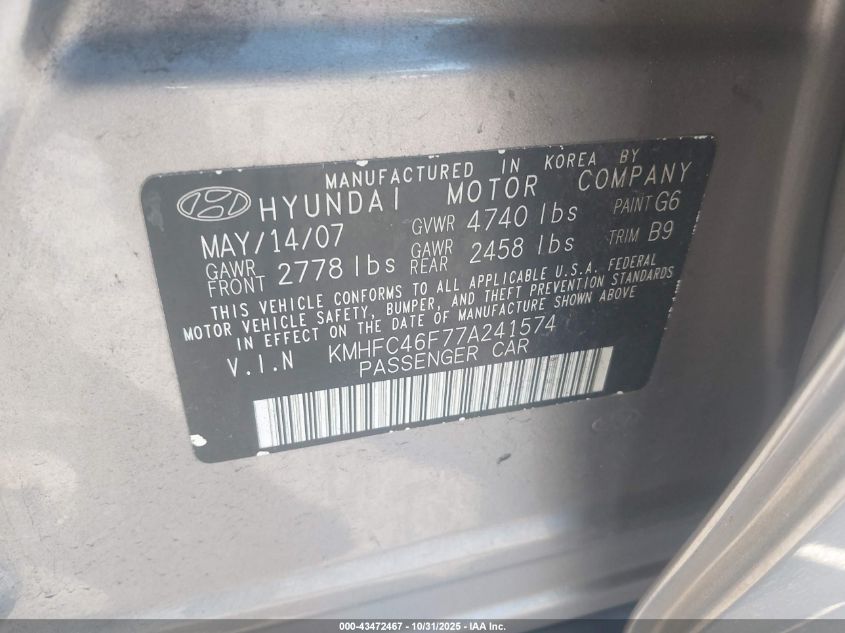 MANUFACTURED IN KOREA BY
HYUNDAI MOTOR COMPANY
MAY/14/07 GVWR 4740 lbs PAINT G6
GAWR FRONT 2778 lbs GAWR REAR 2458 lbs TRIM B9
THIS VEHICLE CONFORMS TO ALL APPLICABLE U.S.A. FEDERAL
MOTOR VEHICLE SAFETY, BUMPER, AND THEFT PREVENTION STANDARDS
IN EFFECT ON THE DATE OF MANUFACTURE SHOWN ABOVE
V.I.N KMHFC46F77A241574
PASSENGER CAR
000-43472467 - 10/31/2025 - IAA Inc.